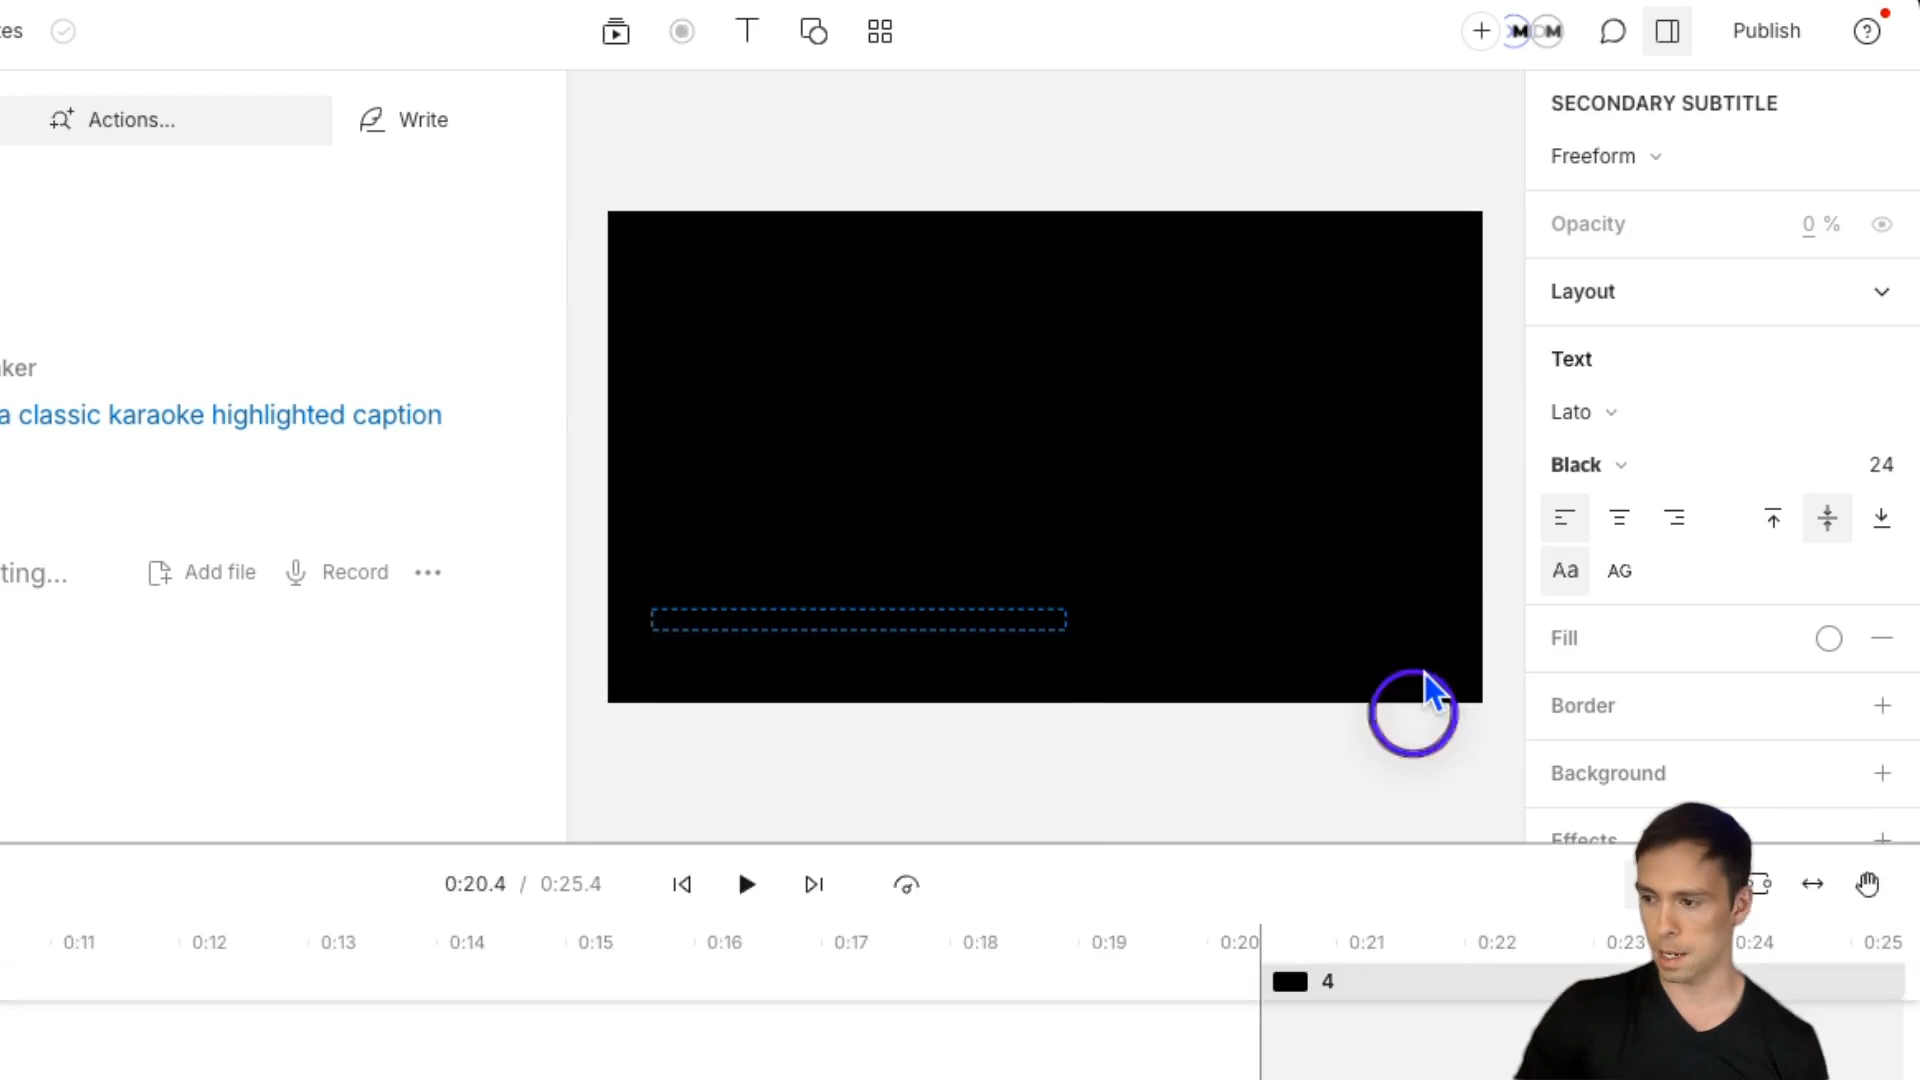 es
Publish
Actions...
Write
ker
a classic karaoke highlighted caption
ting...
Add file
Record
SECONDARY SUBTITLE
Freeform
Opacity
0 %
Layout
Text
Lato
Black
24
Aa
AG
Fill
Border
Background
Effects
0:20.4 / 0:25.4
0:11
0:12
0:13
0:14
0:15
0:16
0:17
0:18
0:19
0:20
0:21
0:22
0:23
0:24
0:25
4